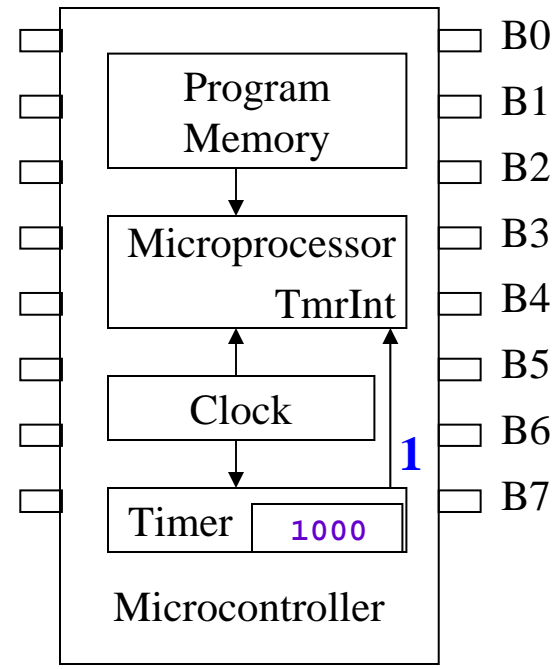 Program
Memory
Microprocessor
TmrInt
Clock
1
Timer
1000
Microcontroller
B0
B1
B2
B3
B4
B5
B6
B7